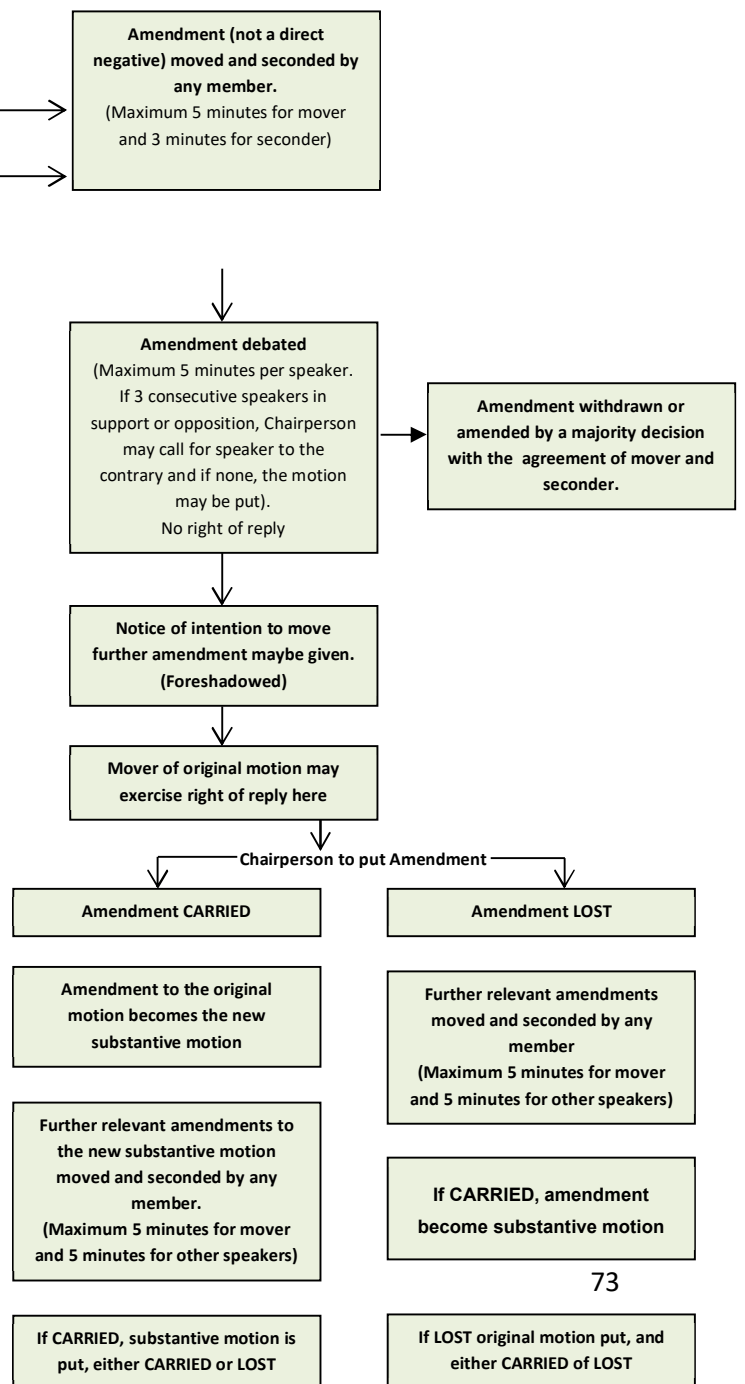 Amendment (not a direct
negative) moved and seconded by
any member.
(Maximum 5 minutes for mover
and 3 minutes for seconder)
Amendment debated
(Maximum 5 minutes per speaker.
If 3 consecutive speakers in
support or opposition, Chairperson
may call for speaker to the
contrary and if none, the motion
may be put).
No right of reply
Amendment withdrawn or
amended by a majority decision
with the agreement of mover and
seconder.
Notice of intention to move
further amendment maybe given.
(Foreshadowed)
Mover of original motion may
exercise right of reply here
Chairperson to put Amendment
Amendment CARRIED
Amendment to the original
motion becomes the new
substantive motion
Further relevant amendments to
the new substantive motion
moved and seconded by any
member.
(Maximum 5 minutes for mover
and 5 minutes for other speakers)
If CARRIED, substantive motion is
put, either CARRIED or LOST
Amendment LOST
Further relevant amendments
moved and seconded by any
member
(Maximum 5 minutes for mover
and 5 minutes for other speakers)
If CARRIED, amendment
become substantive motion
73
If LOST original motion put, and
either CARRIED of LOST